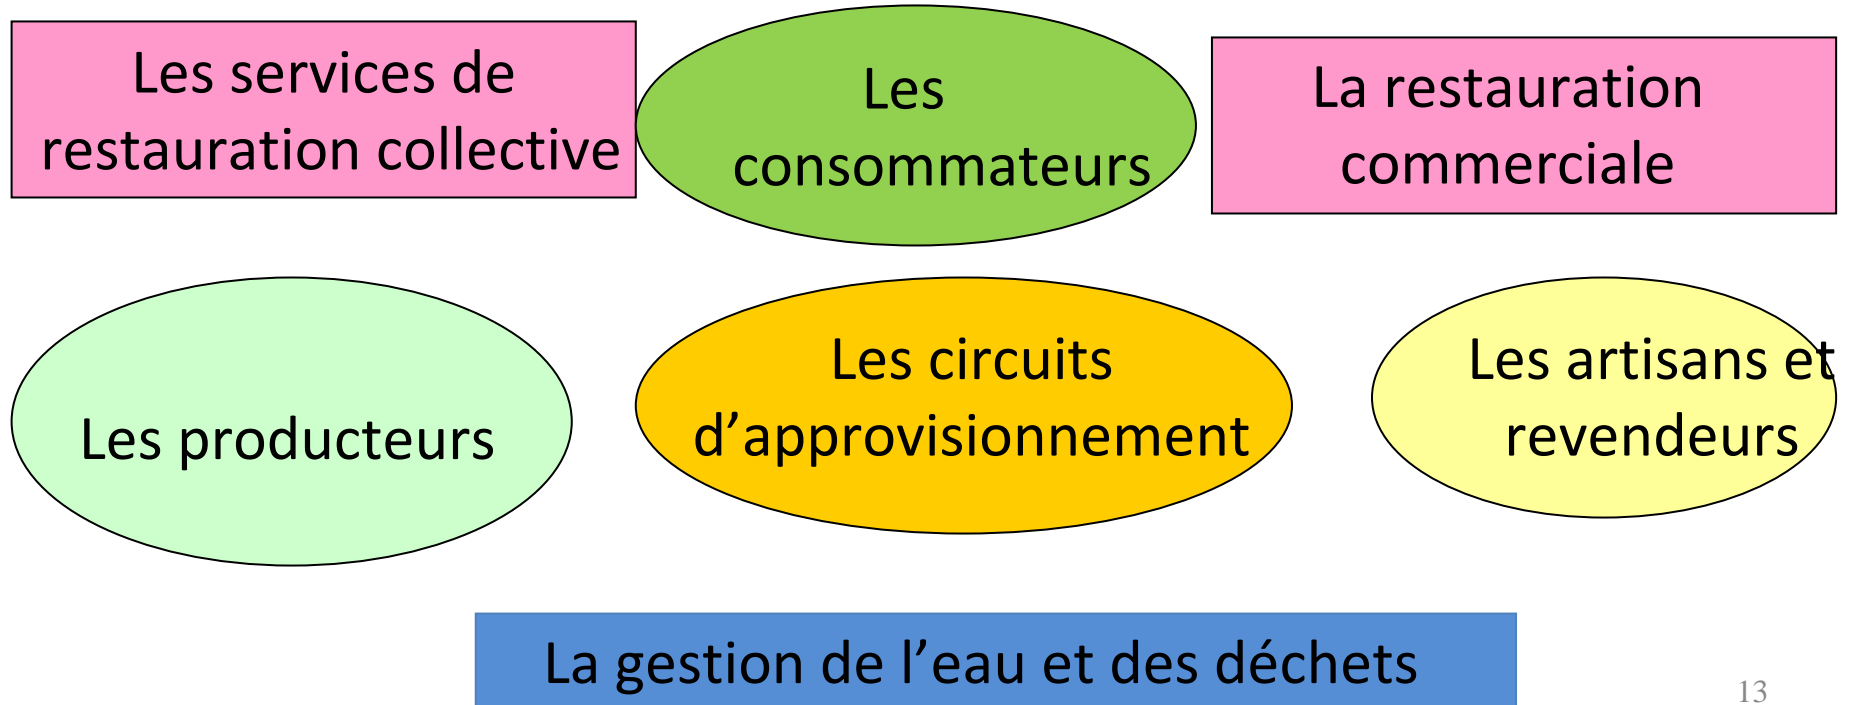 Les services de
restauration collective
Les
consommateurs
La restauration
commerciale
Les producteurs
Les circuits
d’approvisionnement
Les artisans et
revendeurs
La gestion de l’eau et des déchets
13